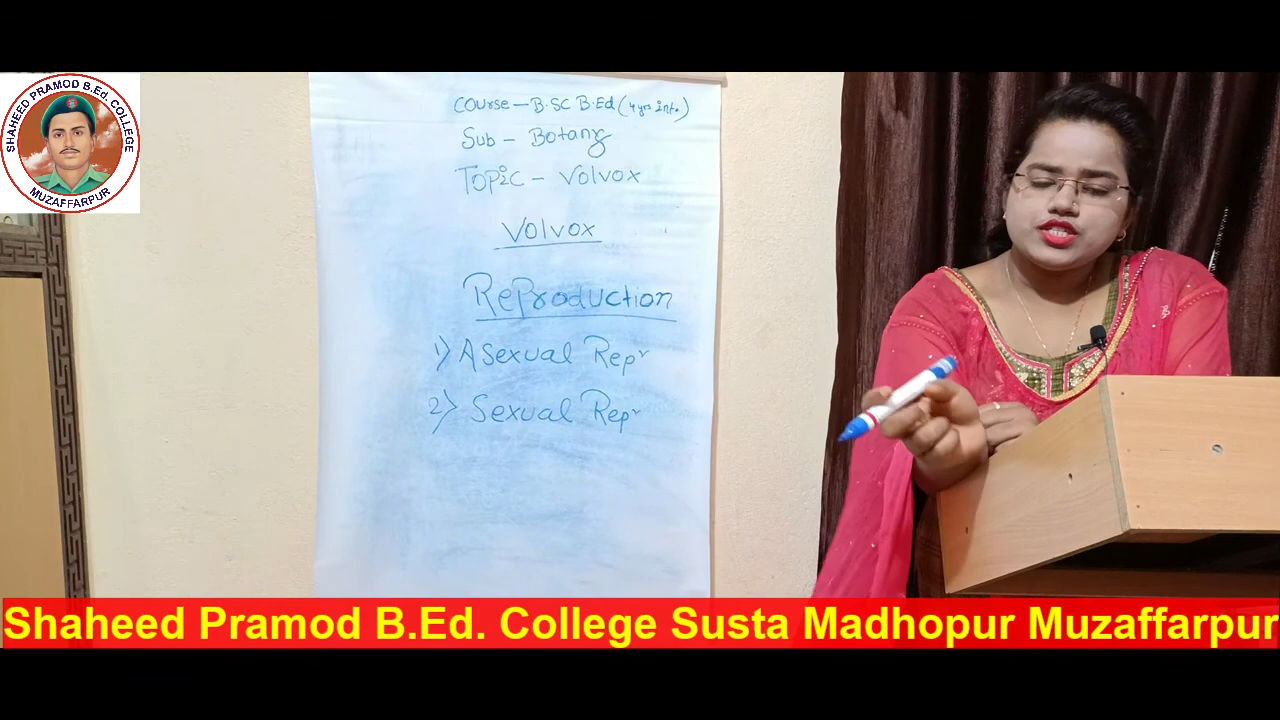 SHAHEED PRAMOD B.Ed. COLLEGE
MUZAFFARPUR
Course - B.SC B.Ed (4 yrs Int.)
Sub - Botany
Topic - Volvox
Volvox
Reproduction
1) Asexual Repr
2) Sexual Repr
Shaheed Pramod B.Ed. College Susta Madhopur Muzaffarpur